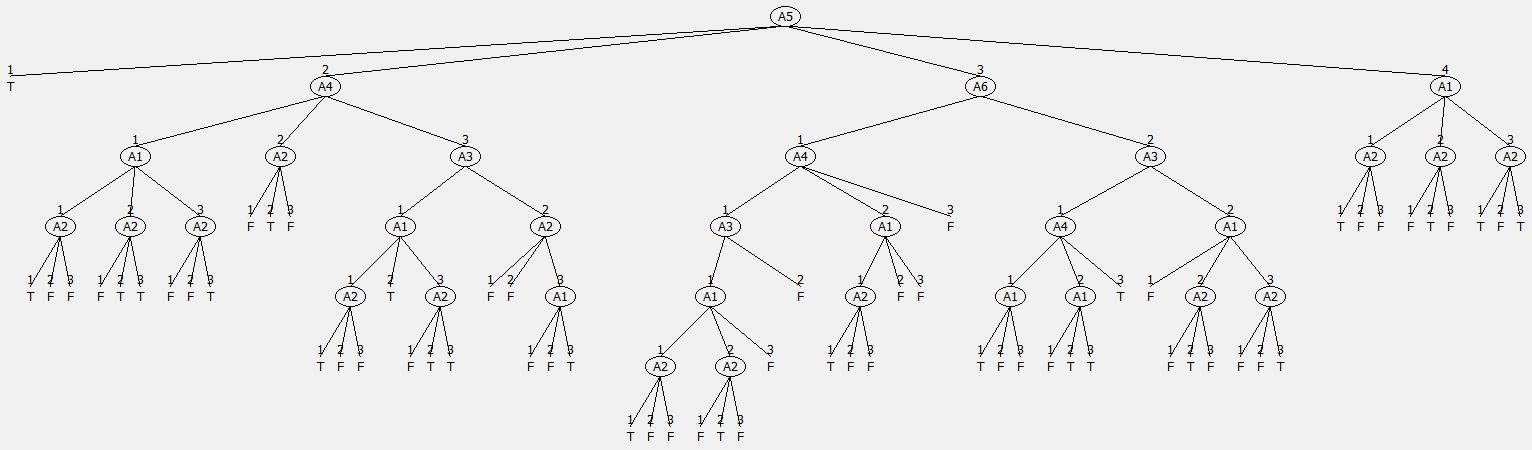 A5
1 2 3 4
T A4 A6 A1
1 2 3 1 2 1 2 3
A1 A2 A3 A4 A3 A2 A2 A2
1 2 3 1 2 3 1 2 1 2 3 1 2 1 2 3 1 2 3 1 2 3
A2 A2 A2 F T F A1 A2 A3 A1 F A4 A1 T F F F T F T F T
1 2 3 1 2 3 1 2 3 1 2 3 1 2 3 1 2 1 2 3 1 2 3 1 2 3
T F F F T T F F T A2 T A2 F F A1 A1 F A2 F F A1 A1 T F A2 A2
1 2 3 1 2 3 1 2 3 1 2 3 1 2 3 1 2 3 1 2 3 1 2 3 1 2 3
T F F F T T F F T A2 A2 F T F F T F F F T T F T F F F T
1 2 3 1 2 3
T F F F T F